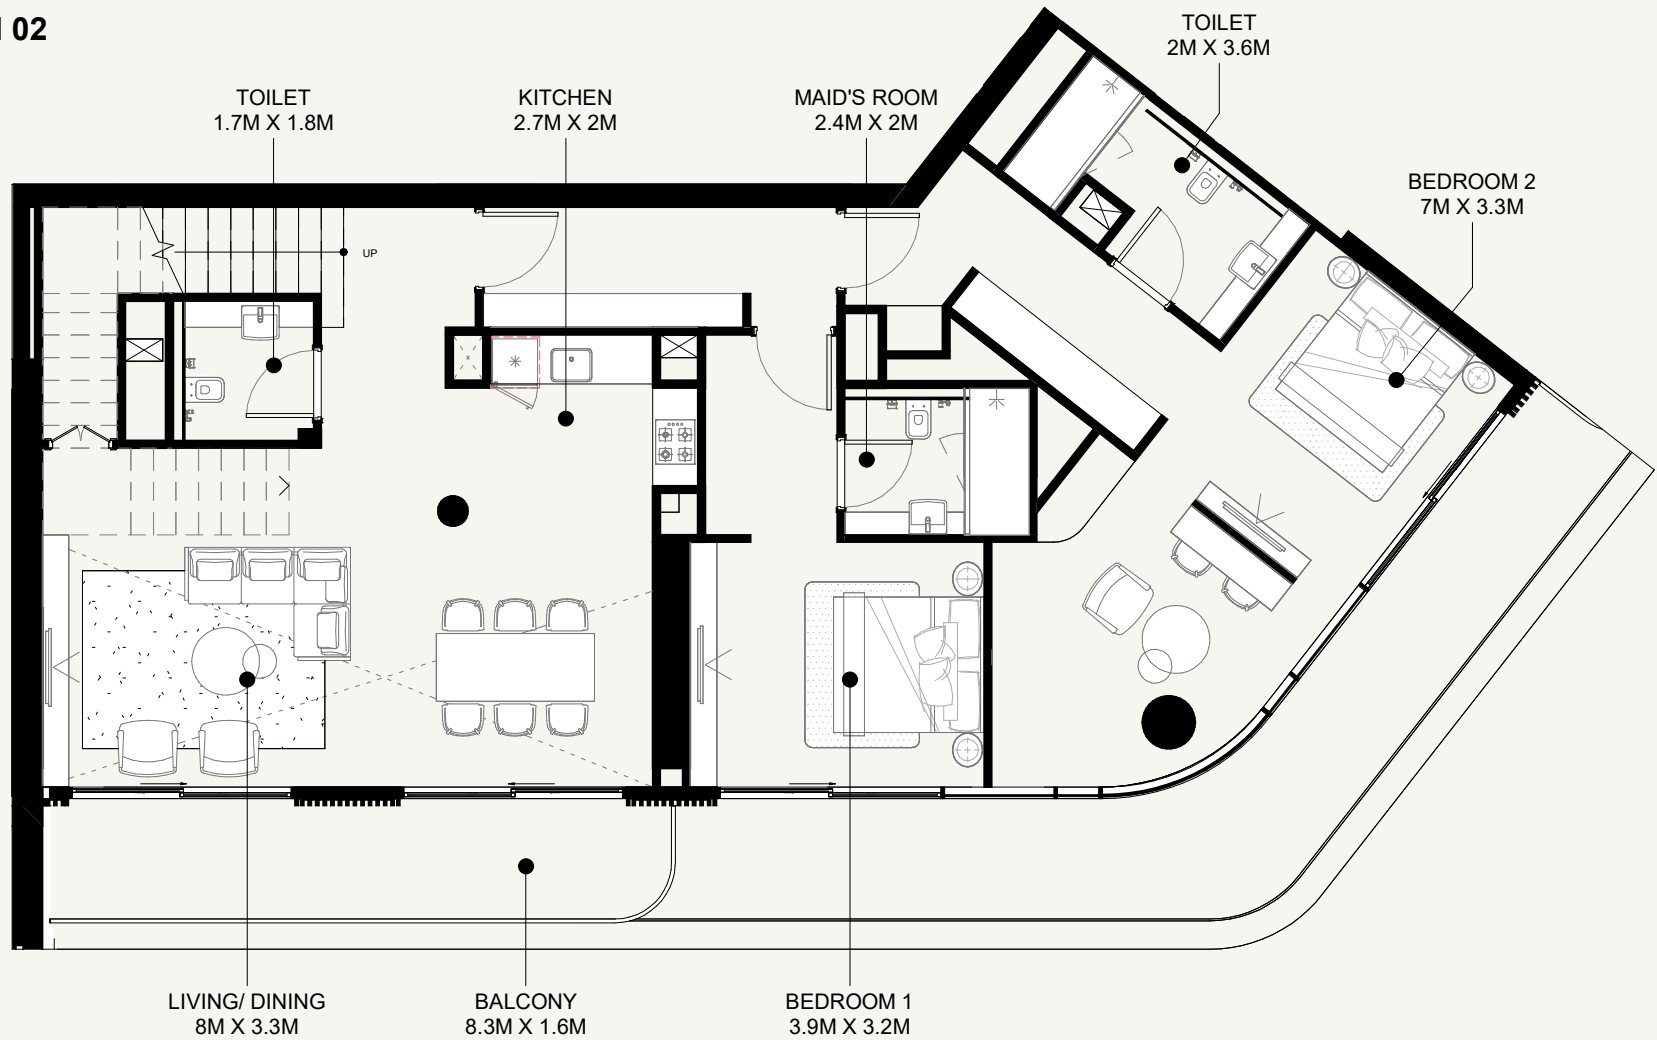 02
TOILET
2M X 3.6M
TOILET
1.7M X 1.8M
KITCHEN
2.7M X 2M
MAID'S ROOM
2.4M X 2M
BEDROOM 2
7M X 3.3M
UP
LIVING/ DINING
8M X 3.3M
BALCONY
8.3M X 1.6M
BEDROOM 1
3.9M X 3.2M